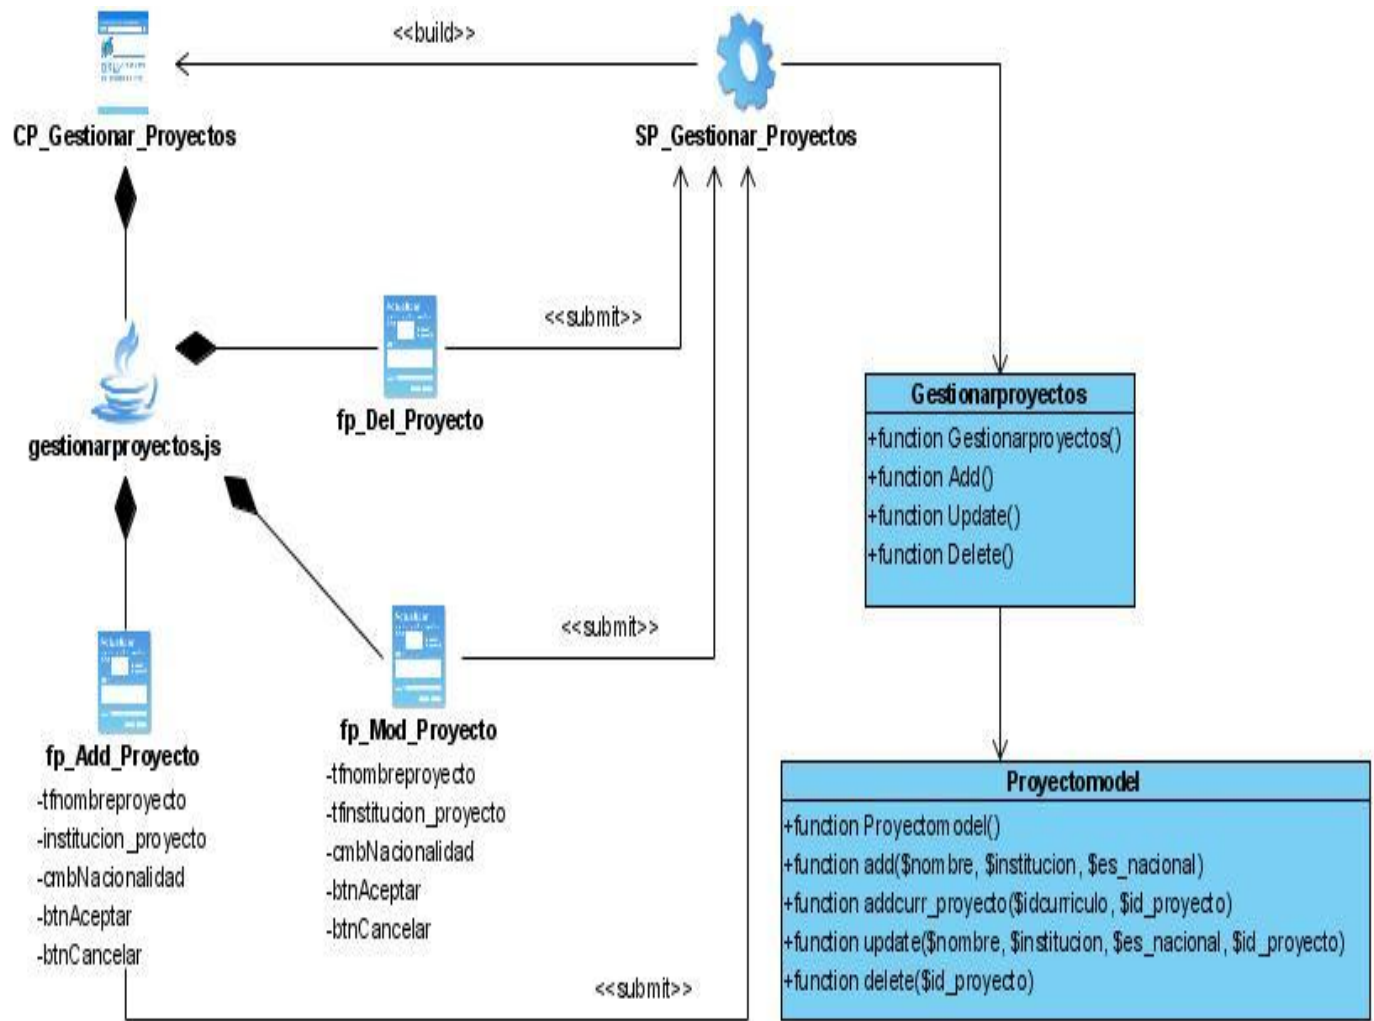 <<build>>
CP_Gestionar_Proyectos
SP_Gestionar_Proyectos
<<submit>>
fp_Del_Proyecto
gestionarproyectos.js
Gestionarproyectos
+function Gestionarproyectos()
+function Add()
+function Update()
+function Delete()
<<submit>>
fp_Mod_Proyecto
-tfnombreproyecto
-tfinstitucion_proyecto
-cmbNacionalidad
-btnAceptar
-btnCancelar
fp_Add_Proyecto
-tfnombreproyecto
-institucion_proyecto
-cmbNacionalidad
-btnAceptar
-btnCancelar
<<submit>>
Proyectomodel
+function Proyectomodel()
+function add($nombre, $institucion, $es_nacional)
+function addcurr_proyecto($idcurriculo, $id_proyecto)
+function update($nombre, $institucion, $es_nacional, $id_proyecto)
+function delete($id_proyecto)